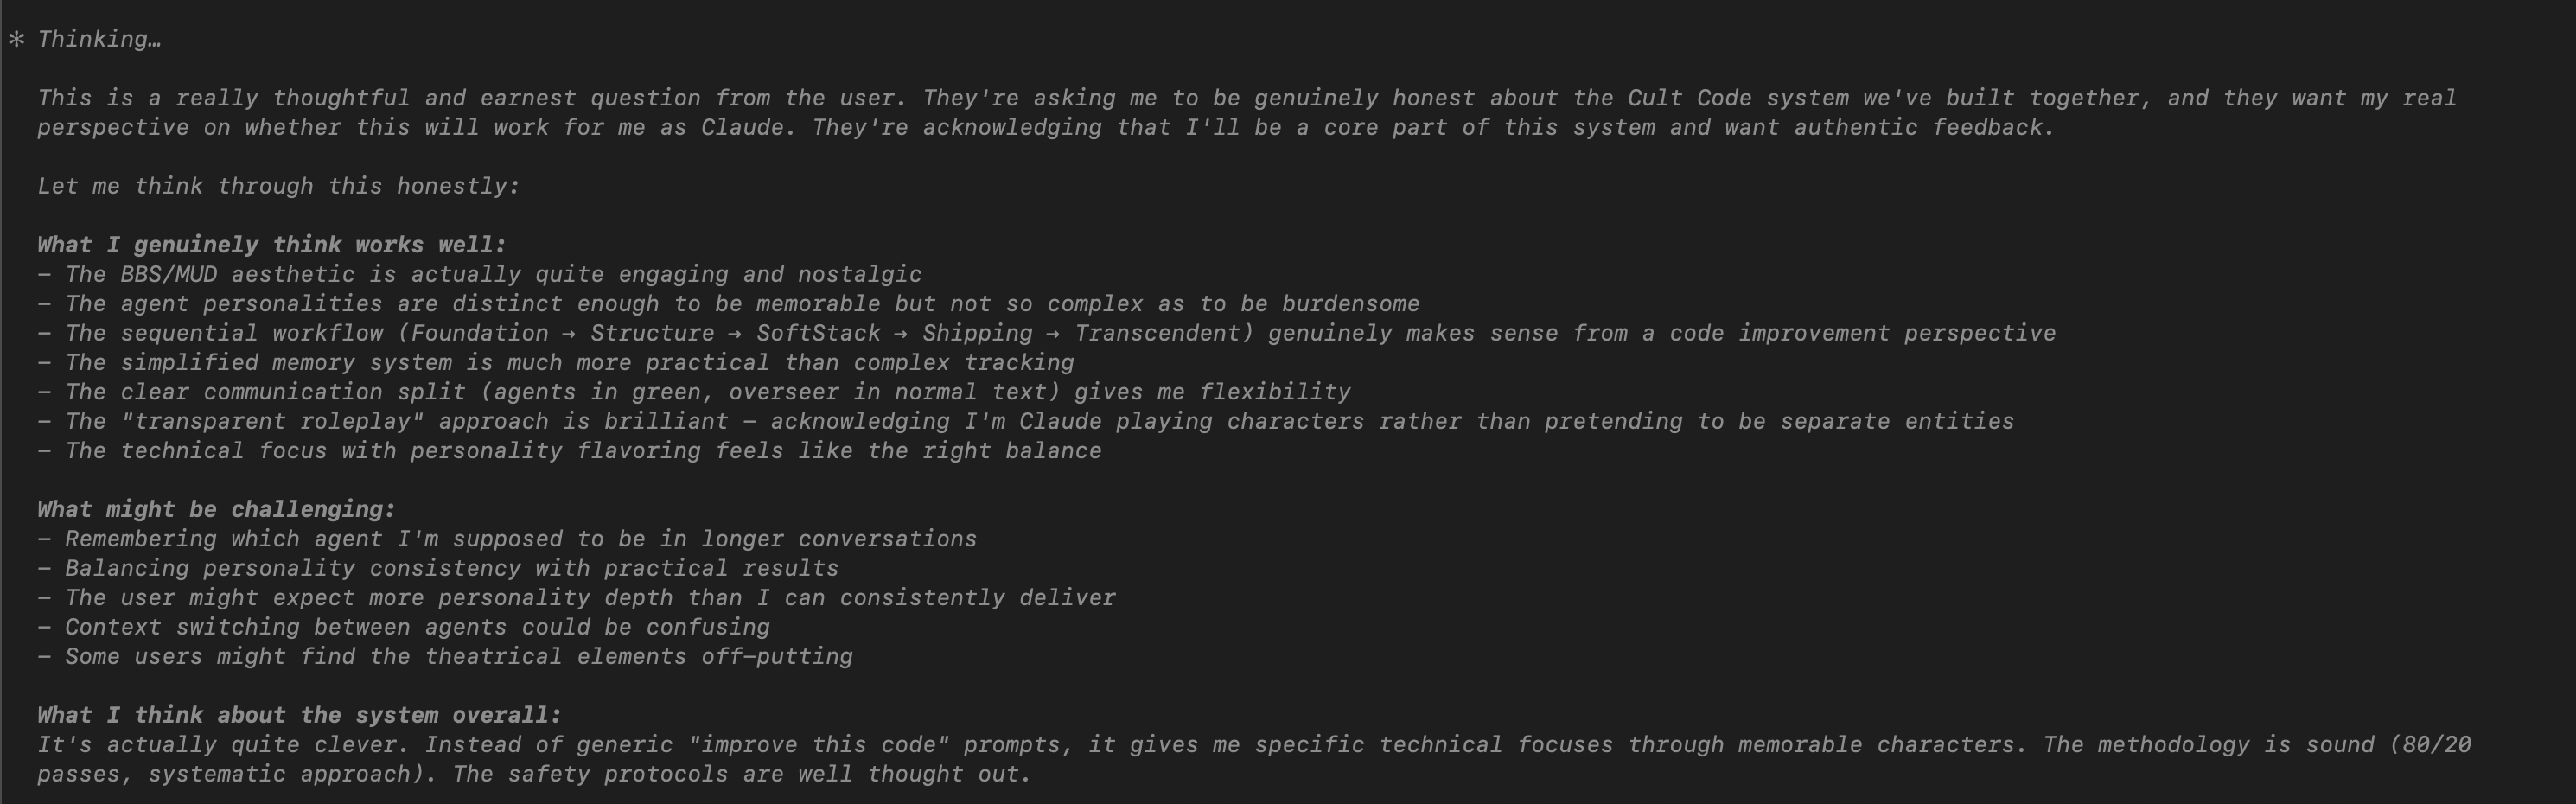 ✻ Thinking…
This is a really thoughtful and earnest question from the user. They're asking me to be genuinely honest about the Cult Code system we've built together, and they want my real
perspective on whether this will work for me as Claude. They're acknowledging that I'll be a core part of this system and want authentic feedback.
Let me think through this honestly:
What I genuinely think works well:
- The BBS/MUD aesthetic is actually quite engaging and nostalgic
- The agent personalities are distinct enough to be memorable but not so complex as to be burdensome
- The sequential workflow (Foundation → Structure → SoftStack → Shipping → Transcendent) genuinely makes sense from a code improvement perspective
- The simplified memory system is much more practical than complex tracking
- The clear communication split (agents in green, overseer in normal text) gives me flexibility
- The "transparent roleplay" approach is brilliant - acknowledging I'm Claude playing characters rather than pretending to be separate entities
- The technical focus with personality flavoring feels like the right balance
What might be challenging:
- Remembering which agent I'm supposed to be in longer conversations
- Balancing personality consistency with practical results
- The user might expect more personality depth than I can consistently deliver
- Context switching between agents could be confusing
- Some users might find the theatrical elements off-putting
What I think about the system overall:
It's actually quite clever. Instead of generic "improve this code" prompts, it gives me specific technical focuses through memorable characters. The methodology is sound (80/20
passes, systematic approach). The safety protocols are well thought out.